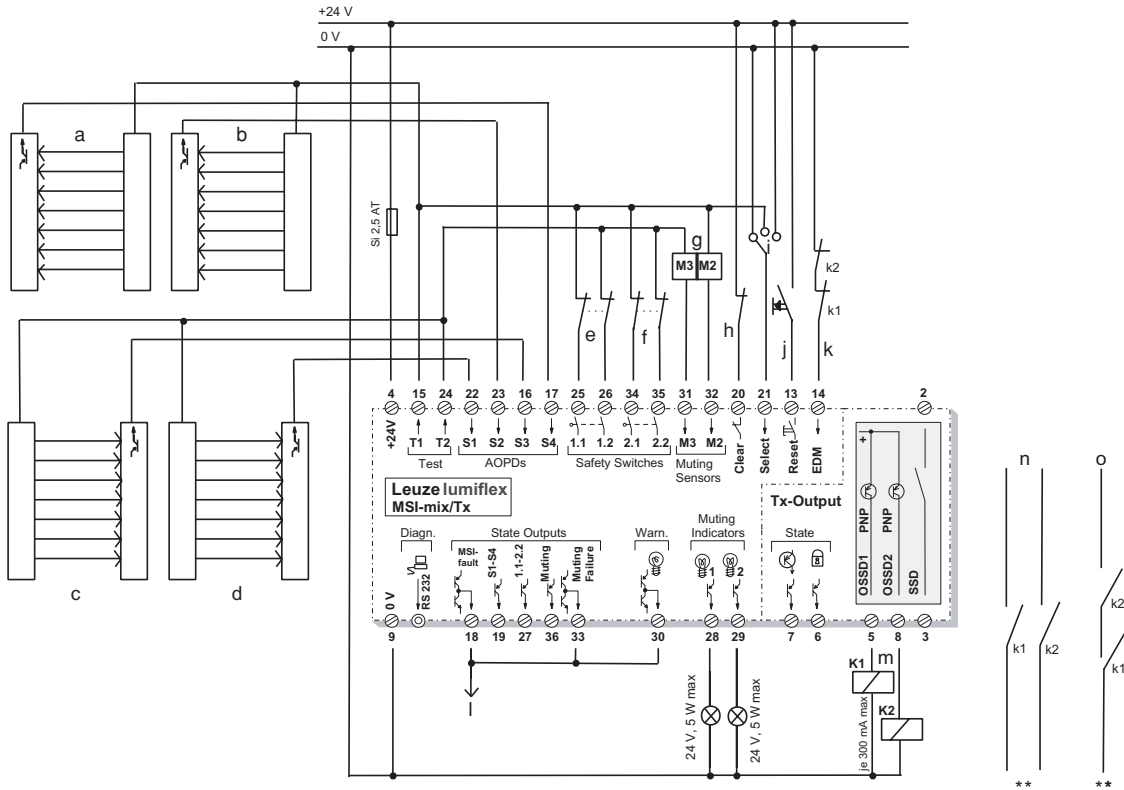 +24 V
0 V
a
b
Si 2,5 AT
g
i
M3 M2
k2
k1
e
f
h
j
k
4 15 24 22 23 16 17 25 26 34 35 31 32 20 21 13 14 2
+24V T1 T2 S1 S2 S3 S4 1.1 1.2 2.1 2.2 M3 M2 Clear Select Reset EDM
Test AOPDs Safety Switches Muting Sensors
+
Leuze lumiflex
MSI-mix/Tx
Tx-Output
PNP PNP
OSSD1 OSSD2 SSD
Diagn. State Outputs Warn. Muting Indicators State
0 V RS 232 MSI-fault S1-S4 1.1-2.2 Muting Muting Failure 1 2
9 18 19 27 36 33 30 28 29 7 6 5 8 3
c
d
l
24 V, 5 W max
24 V, 5 W max
je 300 mA max
K1
m
K2
n
o
k1
k2
k2
k1
**
**